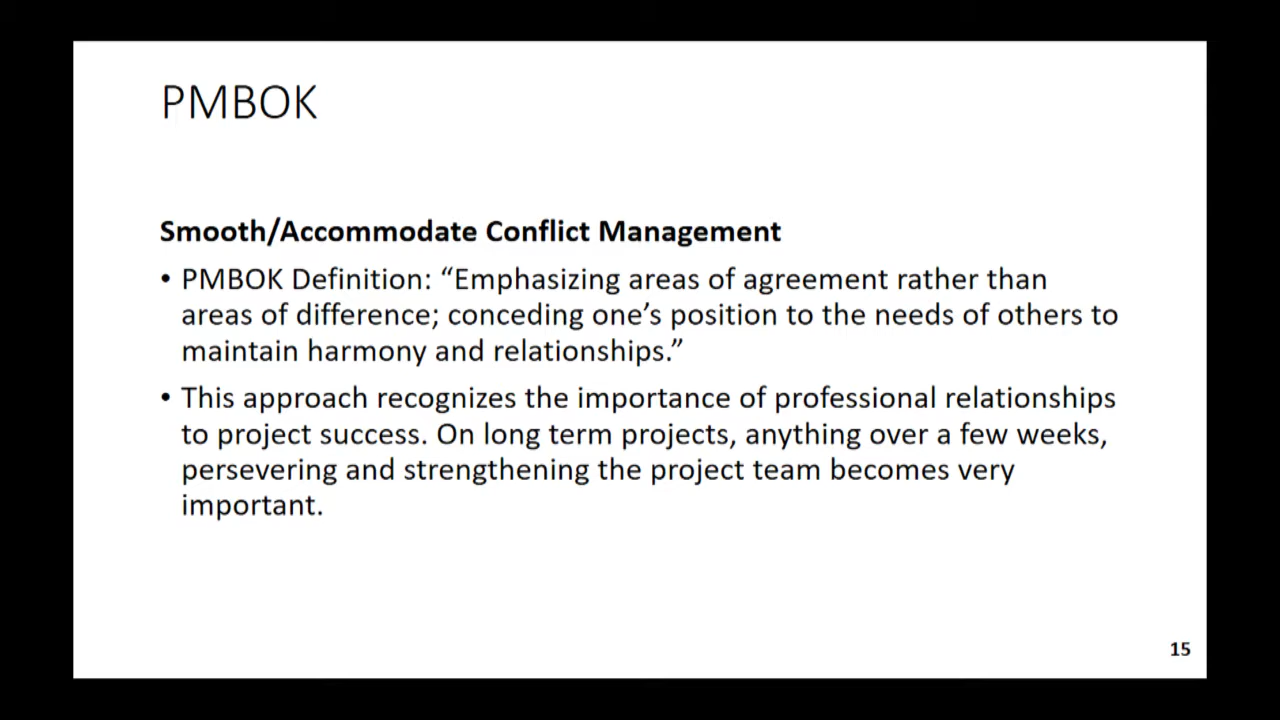 PMBOK
Smooth/Accommodate Conflict Management
• PMBOK Definition: “Emphasizing areas of agreement rather than
areas of difference; conceding one’s position to the needs of others to
maintain harmony and relationships.”
• This approach recognizes the importance of professional relationships
to project success. On long term projects, anything over a few weeks,
persevering and strengthening the project team becomes very
important.
15